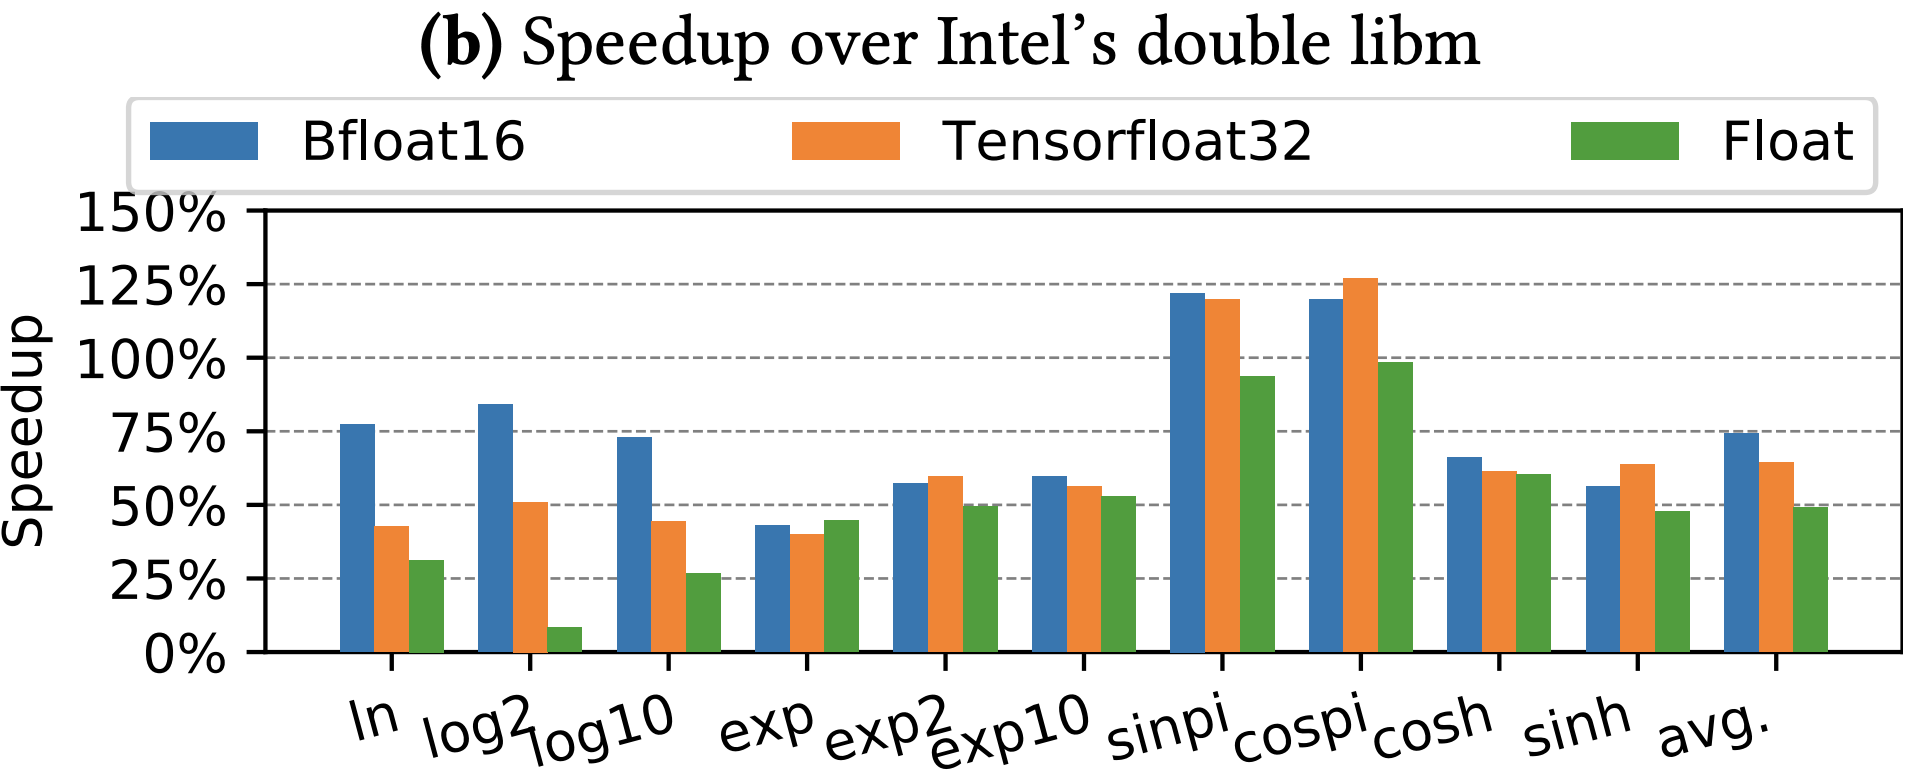 (b) Speedup over Intel’s double libm
Bfloat16 Tensorfloat32 Float
150%
125%
100%
75%
50%
25%
0%
Speedup
ln log2 log10 exp exp2 exp10 sinpi cospi cosh sinh avg.